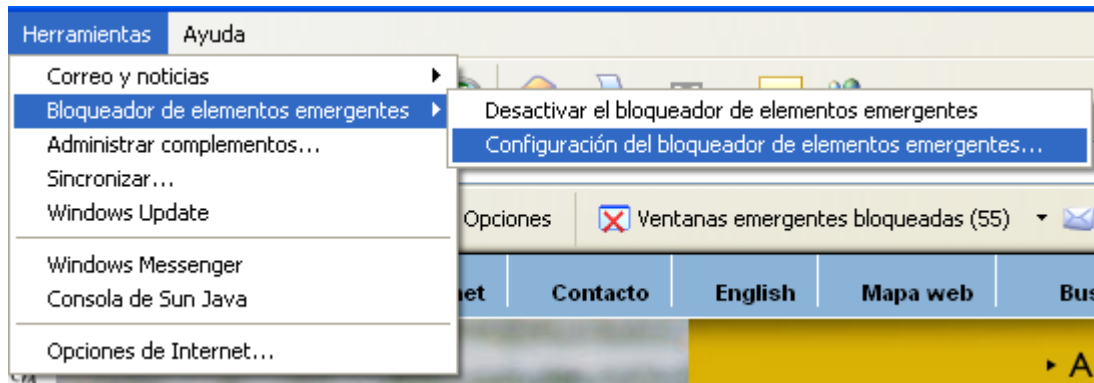 Herramientas Ayuda
Correo y noticias
Bloqueador de elementos emergentes
Administrar complementos...
Sincronizar...
Windows Update
Windows Messenger
Consola de Sun Java
Opciones de Internet...
Desactivar el bloqueador de elementos emergentes
Configuración del bloqueador de elementos emergentes...
Opciones Ventanas emergentes bloqueadas (55)
Contacto English Mapa web